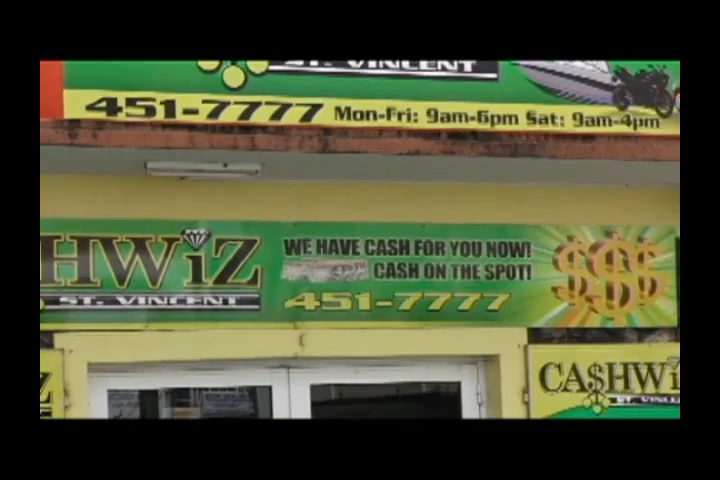 ST. VINCENT
451-7777 Mon-Fri: 9am-6pm Sat: 9am-4pm
HWiZ
ST. VINCENT
WE HAVE CASH FOR YOU NOW!
CASH ON THE SPOT!
451-7777
$$$
Z
CA$HWi
ST. VINCE